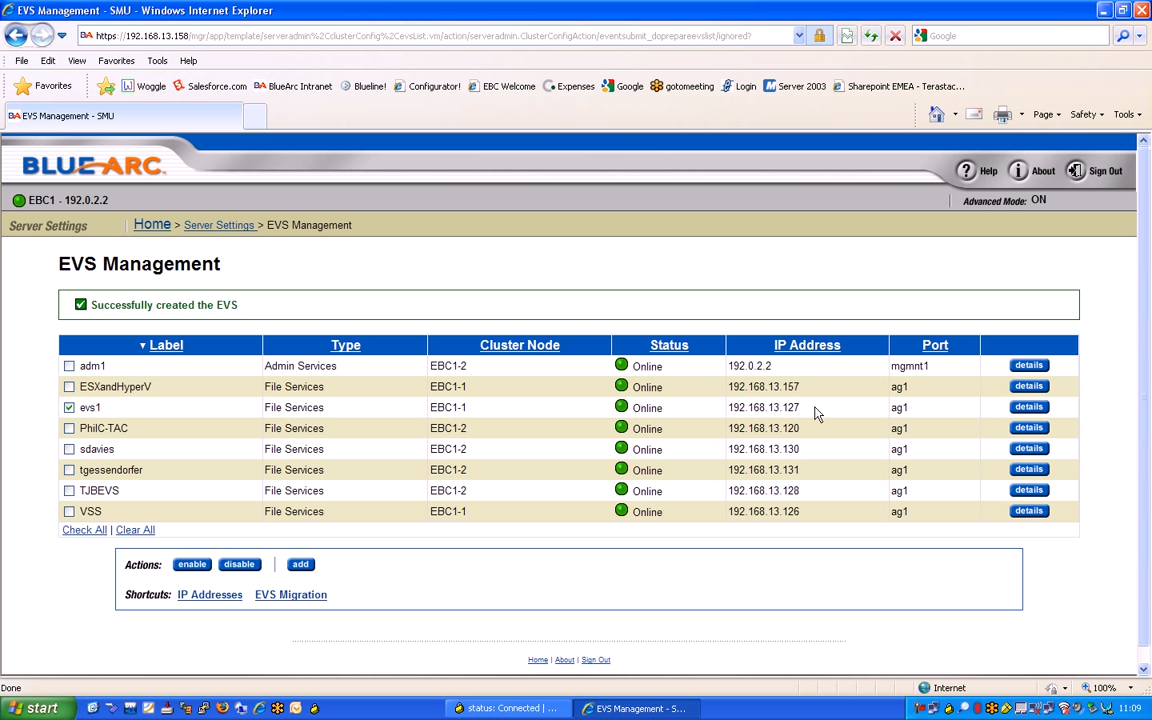 EVS Management - SMU - Windows Internet Explorer
https://192.168.13.158/mgr/app/template/serveradmin%2CclusterConfig%2CevsList.vm/action/serveradmin.ClusterConfigAction/eventsubmit_doprepareevslist/ignored?
Google
File Edit View Favorites Tools Help
Favorites Woggle Salesforce.com BlueArc Intranet Blueline! Configurator! EBC Welcome Expenses Google gotomeeting Login Server 2003 Sharepoint EMEA - Terastac...
EVS Management - SMU
Page Safety Tools
BLUEARC
Help About Sign Out
EBC1 - 192.0.2.2
Advanced Mode: ON
Server Settings Home > Server Settings > EVS Management
EVS Management
Successfully created the EVS
Label Type Cluster Node Status IP Address Port
adm1 Admin Services EBC1-2 Online 192.0.2.2 mgmnt1 details
ESXandHyperV File Services EBC1-1 Online 192.168.13.157 ag1 details
evs1 File Services EBC1-1 Online 192.168.13.127 ag1 details
PhilC-TAC File Services EBC1-2 Online 192.168.13.120 ag1 details
sdavies File Services EBC1-2 Online 192.168.13.130 ag1 details
tgessendorfer File Services EBC1-2 Online 192.168.13.131 ag1 details
TJBEVS File Services EBC1-2 Online 192.168.13.128 ag1 details
VSS File Services EBC1-1 Online 192.168.13.126 ag1 details
Check All | Clear All
Actions: enable disable | add
Shortcuts: IP Addresses EVS Migration
Home | About | Sign Out
Done
Internet
100%
start
status: Connected | ...
EVS Management - S...
11:09